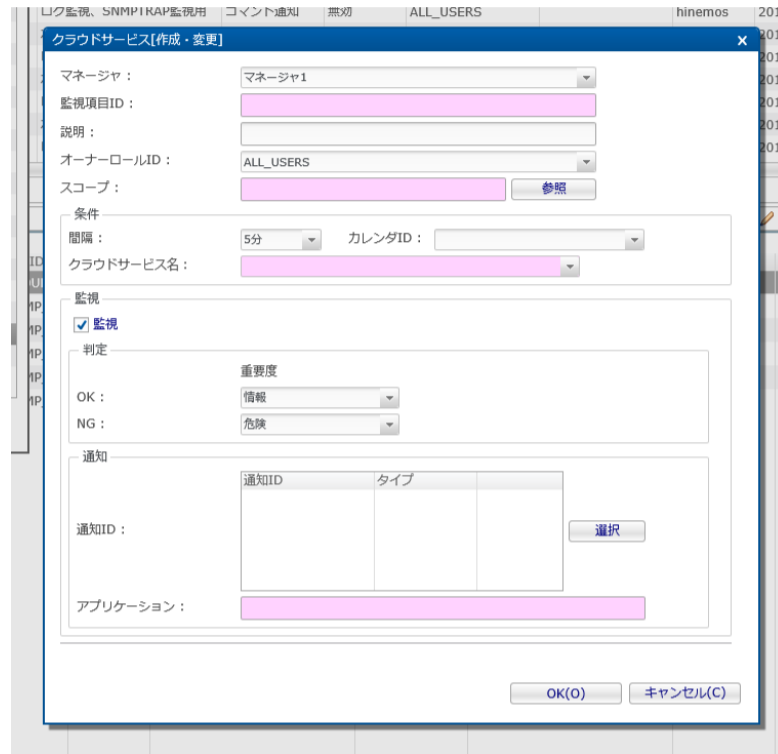 ログ監視、SNMPTRAP監視用 コマンド通知 無効 ALL_USERS hinemos 201
クラウドサービス[作成・変更] x
マネージャ： マネージャ1
監視項目ID：
説明：
オーナーロールID： ALL_USERS
スコープ： 参照
条件
間隔： 5分 カレンダID：
クラウドサービス名：
監視
監視
判定
重要度
OK： 情報
NG： 危険
通知
通知ID タイプ
通知ID： 選択
アプリケーション：
OK(O) キャンセル(C)